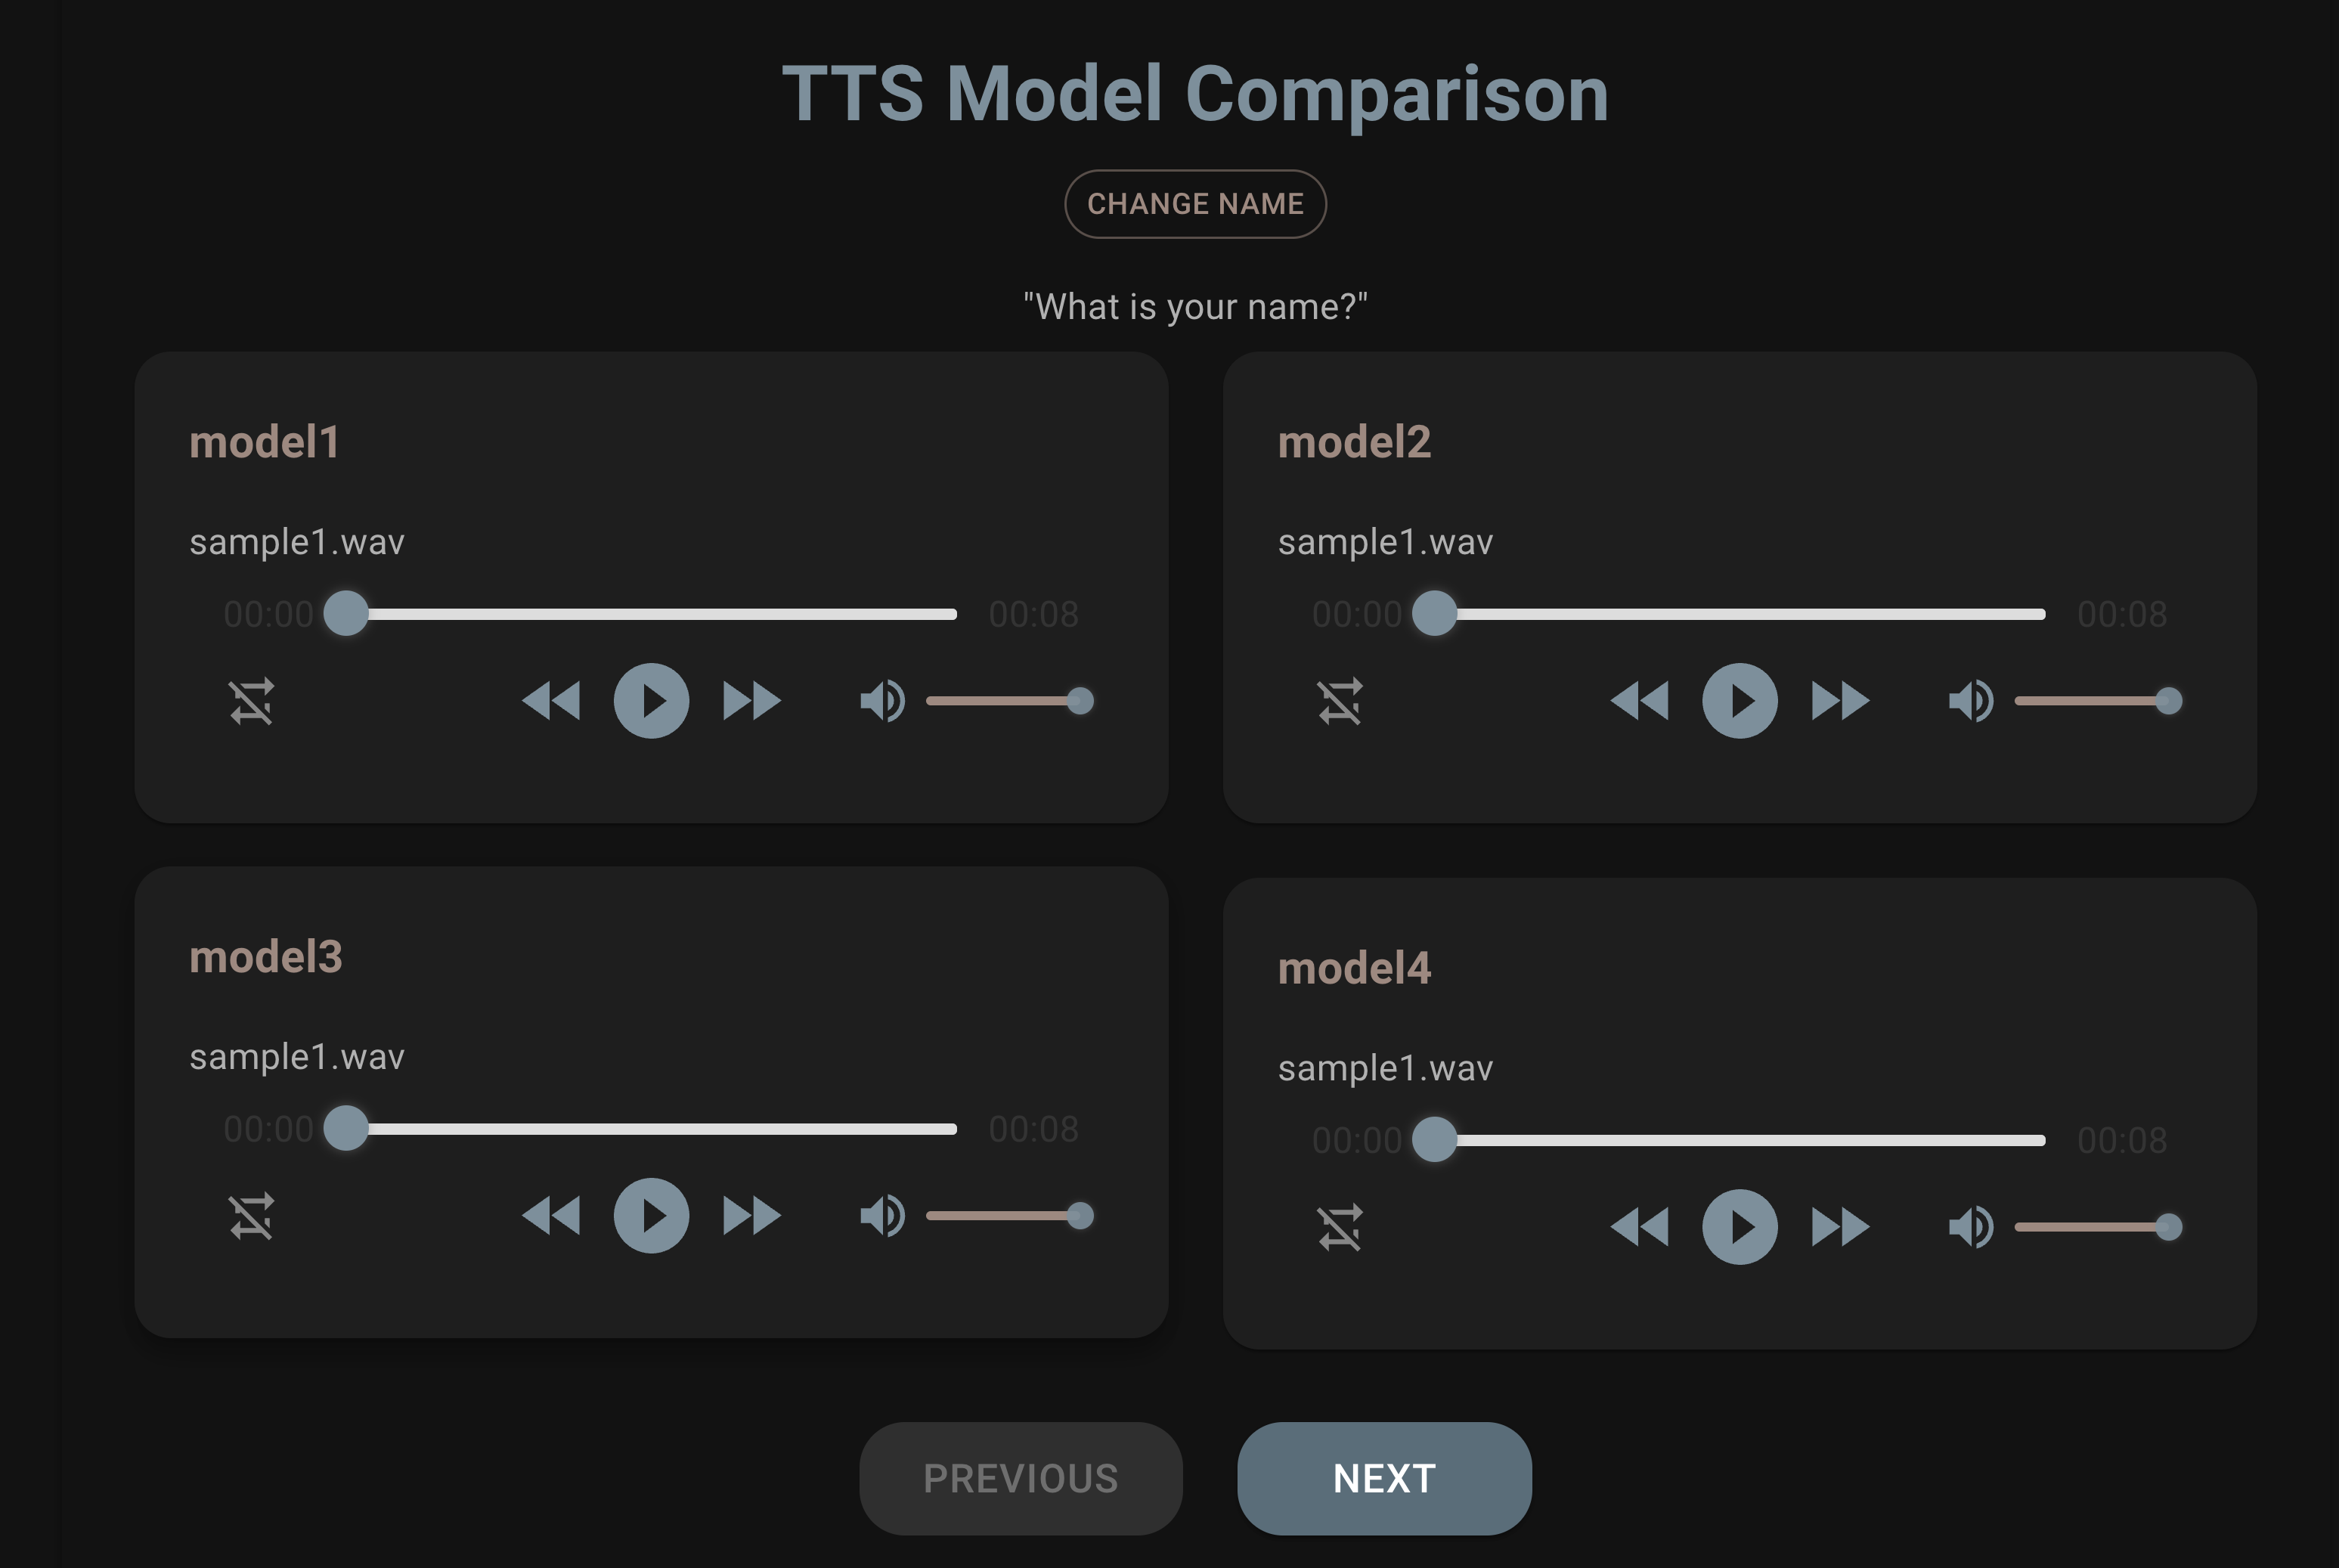 TTS Model Comparison
CHANGE NAME
"What is your name?"
model1
sample1.wav
00:00 00:08
model2
sample1.wav
00:00 00:08
model3
sample1.wav
00:00 00:08
model4
sample1.wav
00:00 00:08
PREVIOUS NEXT